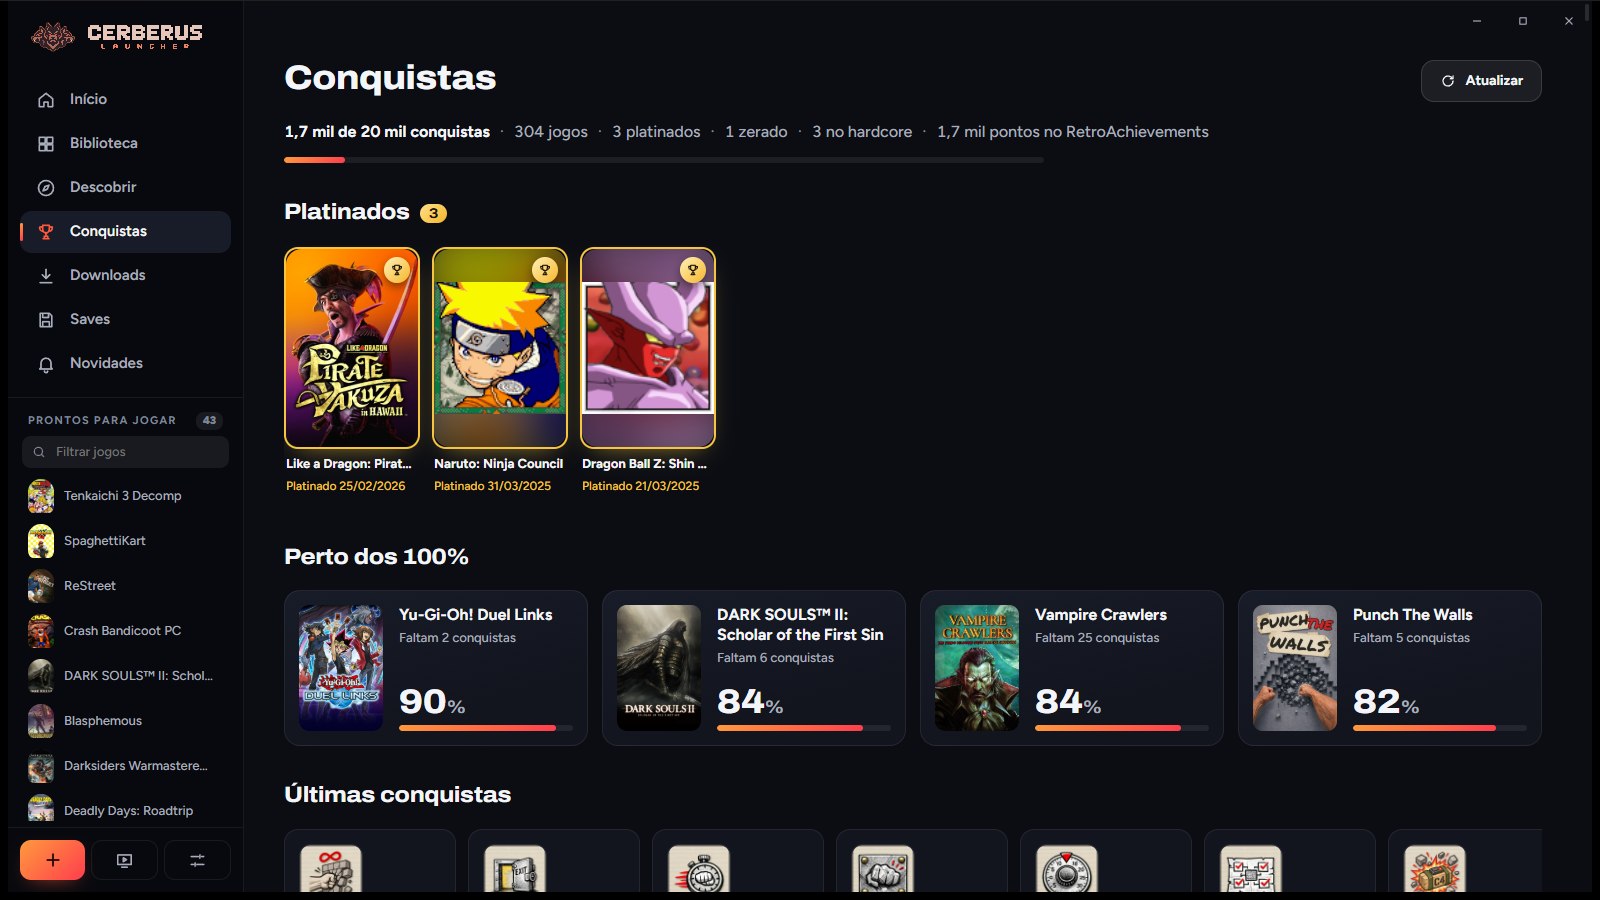 CERBERUS
LAUNCHER
Início
Biblioteca
Descobrir
Conquistas
Downloads
Saves
Novidades
PRONTOS PARA JOGAR 43
Filtrar jogos
Tenkaichi 3 Decomp
SpaghettiKart
ReStreet
Crash Bandicoot PC
DARK SOULS™ II: Schol...
Blasphemous
Darksiders Warmastere...
Deadly Days: Roadtrip
Conquistas
Atualizar
1,7 mil de 20 mil conquistas · 304 jogos · 3 platinados · 1 zerado · 3 no hardcore · 1,7 mil pontos no RetroAchievements
Platinados 3
LIKE A DRAGON
PIRATE
YAKUZA
IN HAWAII
Like a Dragon: Pirat...
Platinado 25/02/2026
Naruto: Ninja Council
Platinado 31/03/2025
Dragon Ball Z: Shin ...
Platinado 21/03/2025
Perto dos 100%
Yu-Gi-Oh!
DUEL LINKS
Yu-Gi-Oh! Duel Links
Faltam 2 conquistas
90%
DARK SOULS II
DARK SOULS™ II:
Scholar of the First Sin
Faltam 6 conquistas
84%
VAMPIRE
CRAWLERS
Vampire Crawlers
Faltam 25 conquistas
84%
PUNCH THE
WALLS
Punch The Walls
Faltam 5 conquistas
82%
Últimas conquistas
EXIT
C4